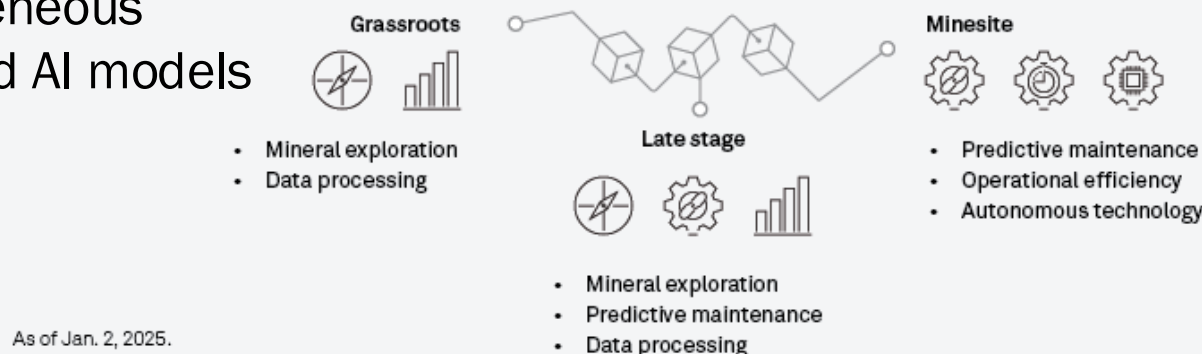 eneous
d AI models
Grassroots
• Mineral exploration
• Data processing
Late stage
• Mineral exploration
• Predictive maintenance
• Data processing
Minesite
• Predictive maintenance
• Operational efficiency
• Autonomous technology
As of Jan. 2, 2025.